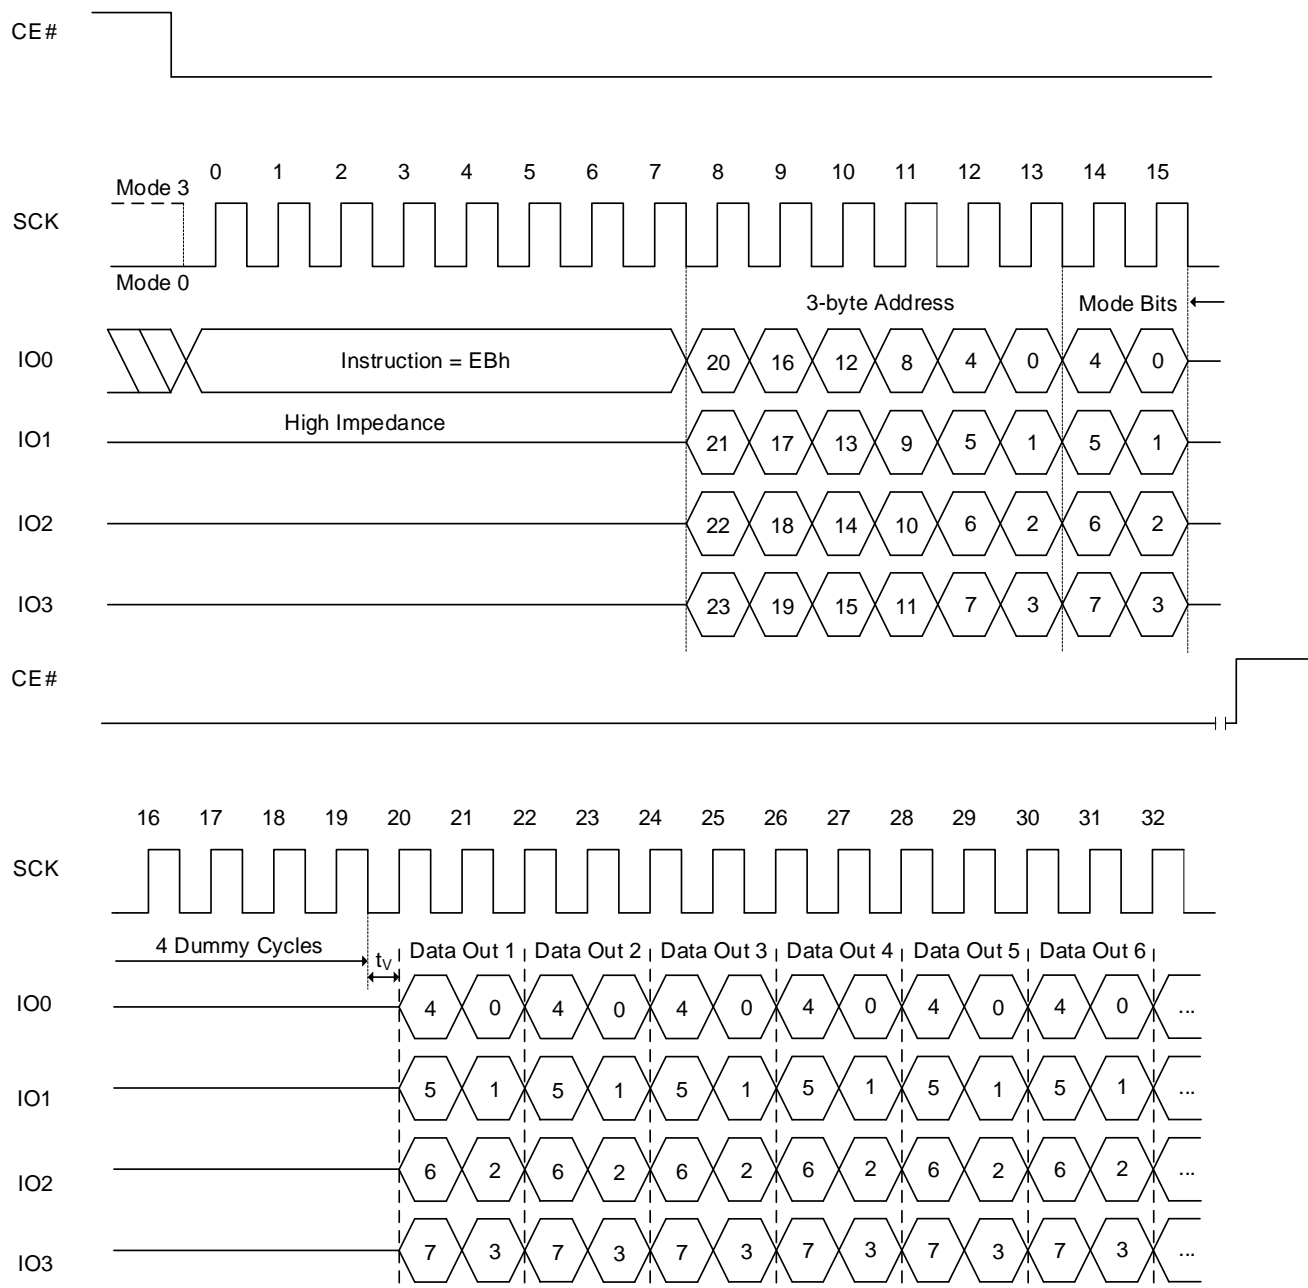 CE#
0 1 2 3 4 5 6 7 8 9 10 11 12 13 14 15
Mode 3
SCK
Mode 0
3-byte Address Mode Bits
IO0 Instruction = EBh 20 16 12 8 4 0 4 0
High Impedance
IO1 21 17 13 9 5 1 5 1
IO2 22 18 14 10 6 2 6 2
IO3 23 19 15 11 7 3 7 3
CE#
16 17 18 19 20 21 22 23 24 25 26 27 28 29 30 31 32
SCK
4 Dummy Cycles tV Data Out 1 Data Out 2 Data Out 3 Data Out 4 Data Out 5 Data Out 6
IO0 4 0 4 0 4 0 4 0 4 0 4 0 ...
IO1 5 1 5 1 5 1 5 1 5 1 5 1 ...
IO2 6 2 6 2 6 2 6 2 6 2 6 2 ...
IO3 7 3 7 3 7 3 7 3 7 3 7 3 ...